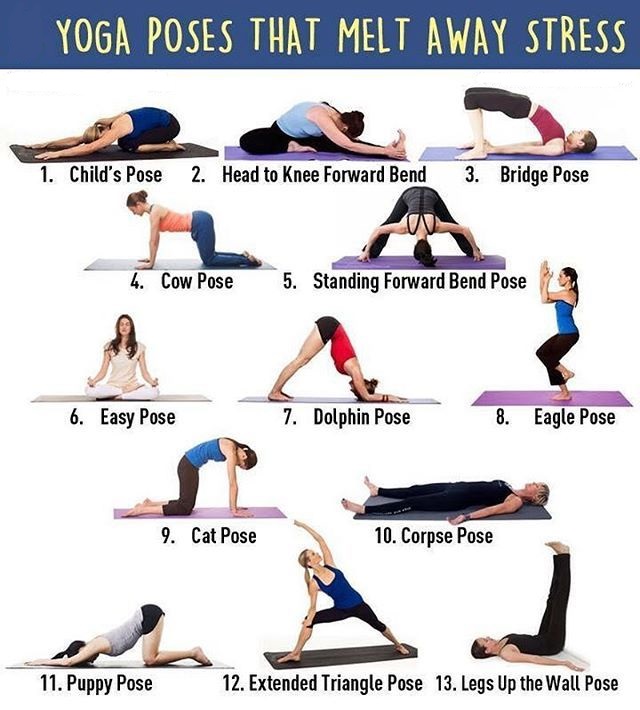 YOGA POSES THAT MELT AWAY STRESS
1. Child's Pose
2. Head to Knee Forward Bend
3. Bridge Pose
4. Cow Pose
5. Standing Forward Bend Pose
6. Easy Pose
7. Dolphin Pose
8. Eagle Pose
9. Cat Pose
10. Corpse Pose
11. Puppy Pose
12. Extended Triangle Pose
13. Legs Up the Wall Pose